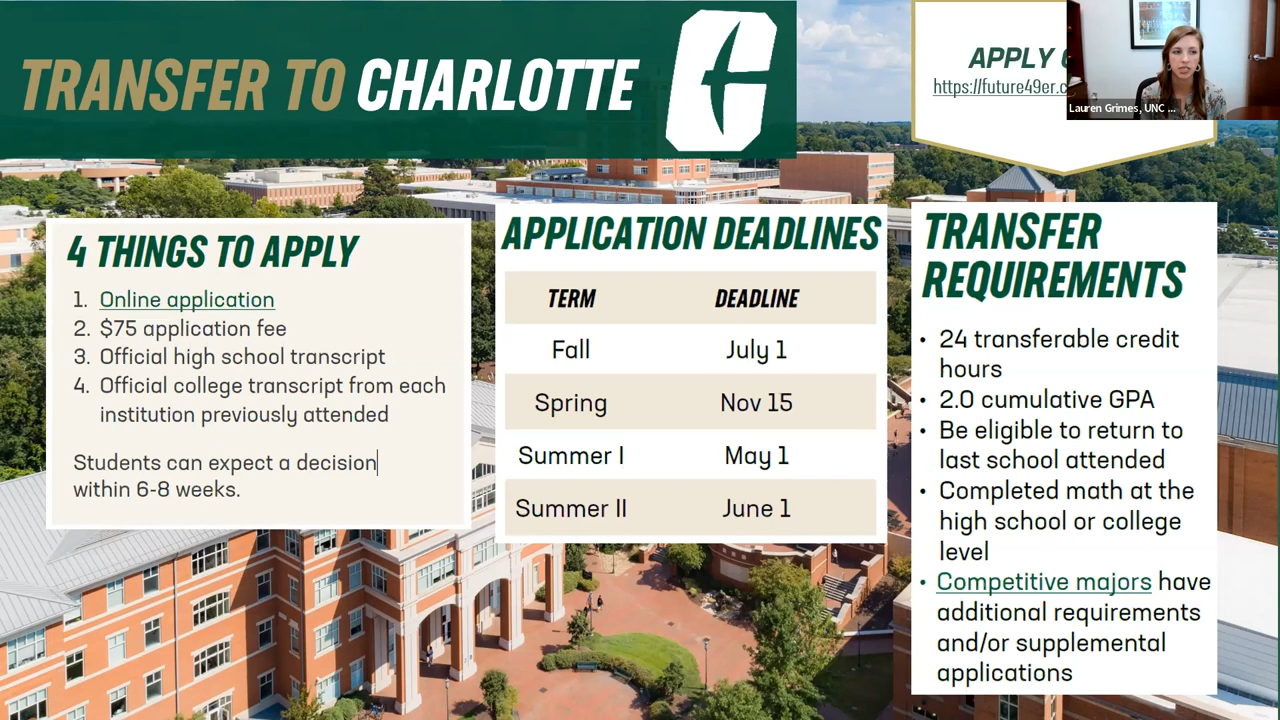 TRANSFER TO CHARLOTTE
APPLY
https://future49er.c
Lauren Grimes, UNC ...
4 THINGS TO APPLY
1. Online application
2. $75 application fee
3. Official high school transcript
4. Official college transcript from each
institution previously attended
Students can expect a decision
within 6-8 weeks.
APPLICATION DEADLINES
TERM DEADLINE
Fall July 1
Spring Nov 15
Summer I May 1
Summer II June 1
TRANSFER
REQUIREMENTS
• 24 transferable credit
hours
• 2.0 cumulative GPA
• Be eligible to return to
last school attended
• Completed math at the
high school or college
level
• Competitive majors have
additional requirements
and/or supplemental
applications